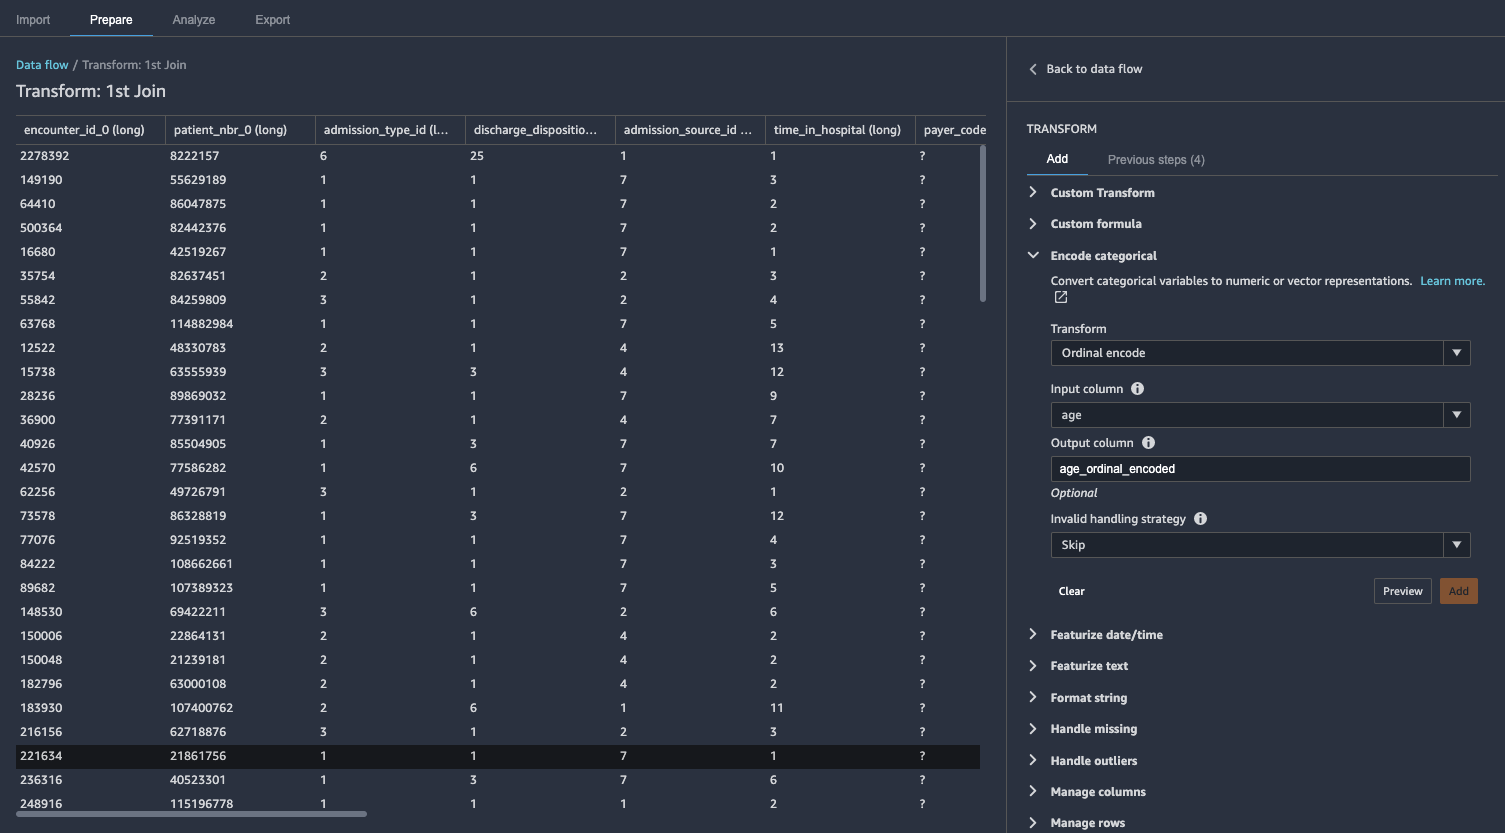 Import Prepare Analyze Export
Data flow / Transform: 1st Join
Transform: 1st Join
encounter_id_0 (long) patient_nbr_0 (long) admission_type_id (l... discharge_dispositio... admission_source_id ... time_in_hospital (long) payer_code
2278392 8222157 6 25 1 1 ?
149190 55629189 1 1 7 3 ?
64410 86047875 1 1 7 2 ?
500364 82442376 1 1 7 2 ?
16680 42519267 1 1 7 1 ?
35754 82637451 2 1 2 3 ?
55842 84259809 3 1 2 4 ?
63768 114882984 1 1 7 5 ?
12522 48330783 2 1 4 13 ?
15738 63555939 3 3 4 12 ?
28236 89869032 1 1 7 9 ?
36900 77391171 2 1 4 7 ?
40926 85504905 1 3 7 7 ?
42570 77586282 1 6 7 10 ?
62256 49726791 3 1 2 1 ?
73578 86328819 1 3 7 12 ?
77076 92519352 1 1 7 4 ?
84222 108662661 1 1 7 3 ?
89682 107389323 1 1 7 5 ?
148530 69422211 3 6 2 6 ?
150006 22864131 2 1 4 2 ?
150048 21239181 2 1 4 2 ?
182796 63000108 2 1 4 2 ?
183930 107400762 2 6 1 11 ?
216156 62718876 3 1 2 3 ?
221634 21861756 1 1 7 1 ?
236316 40523301 1 3 7 6 ?
248916 115196778 1 1 1 2 ?
Back to data flow
TRANSFORM
Add Previous steps (4)
Custom Transform
Custom formula
Encode categorical
Convert categorical variables to numeric or vector representations. Learn more.
Transform
Ordinal encode
Input column
age
Output column
age_ordinal_encoded
Optional
Invalid handling strategy
Skip
Clear Preview Add
Featurize date/time
Featurize text
Format string
Handle missing
Handle outliers
Manage columns
Manage rows